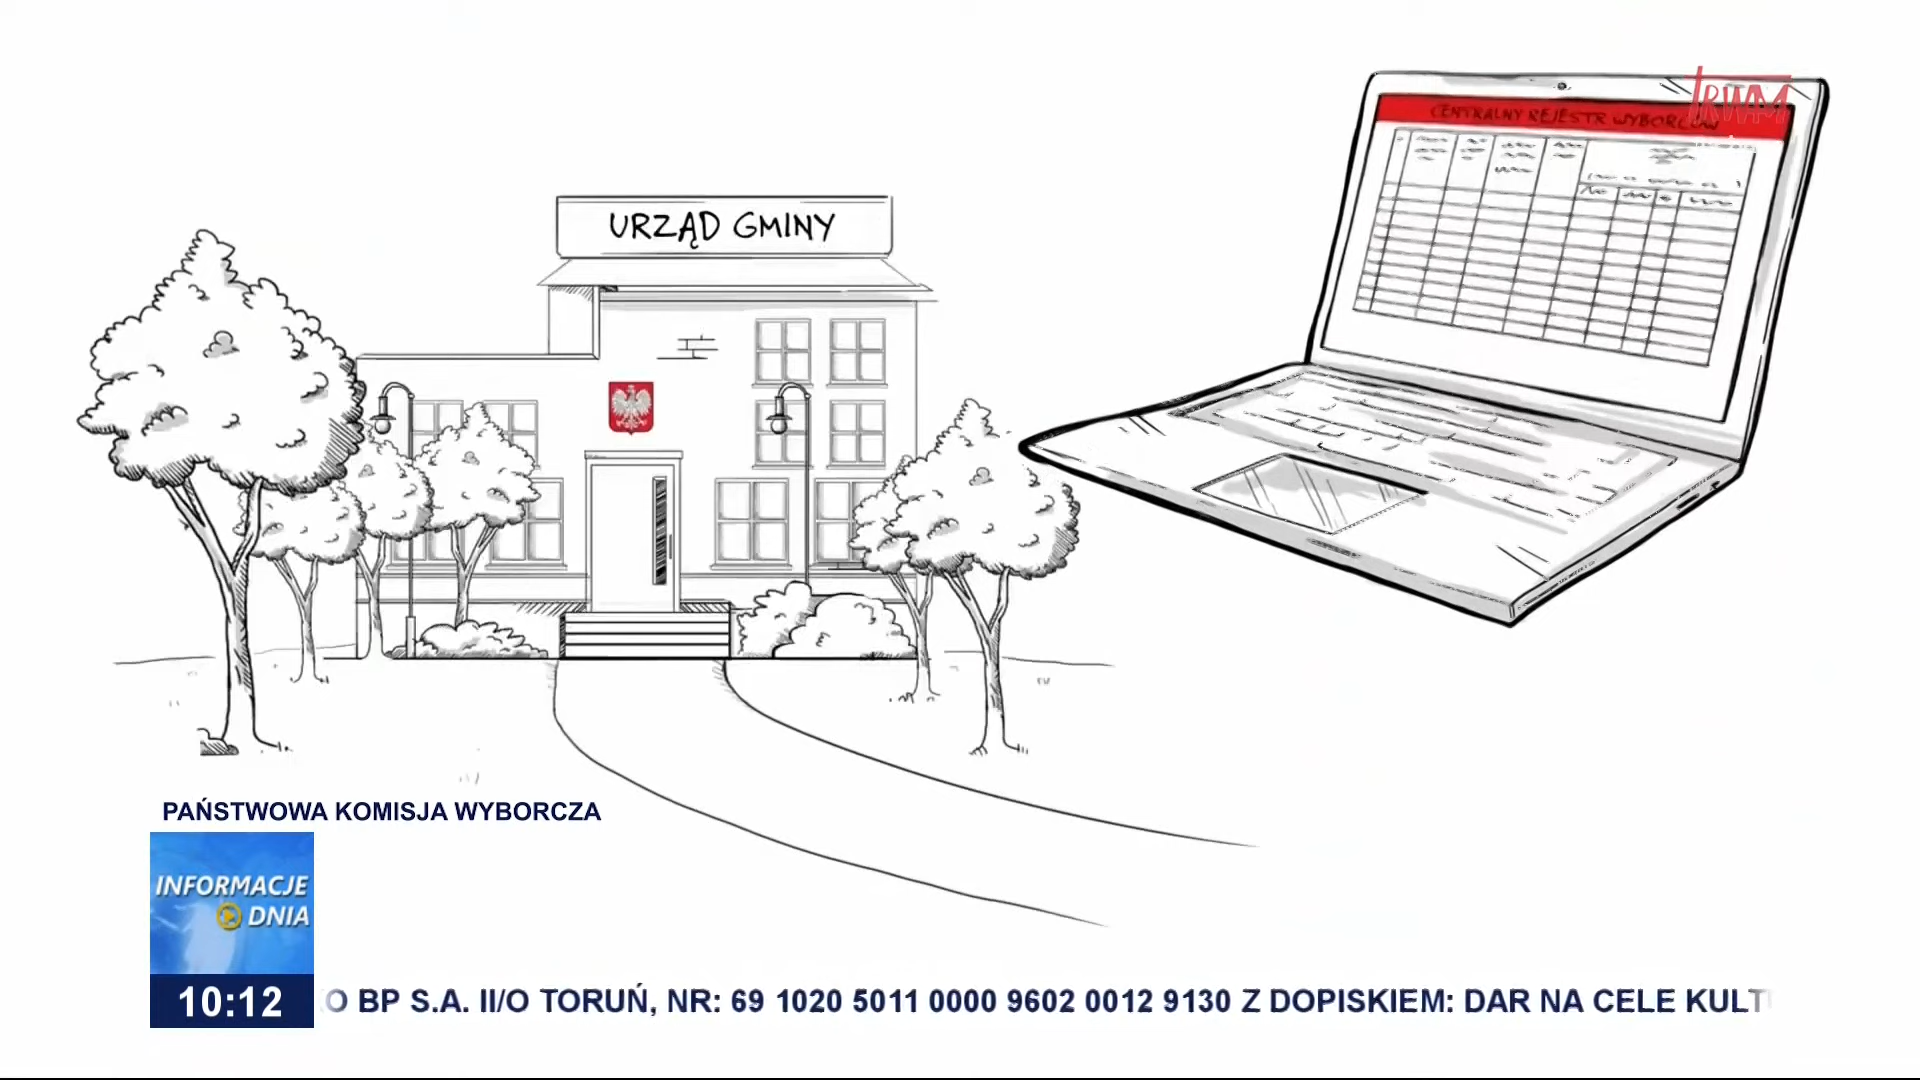 TRWAM
CENTRALNY REJESTR WYBORCÓW
URZĄD GMINY
PAŃSTWOWA KOMISJA WYBORCZA
INFORMACJE
DNIA
10:12
O BP S.A. II/O TORUŃ, NR: 69 1020 5011 0000 9602 0012 9130 Z DOPISKIEM: DAR NA CELE KULT